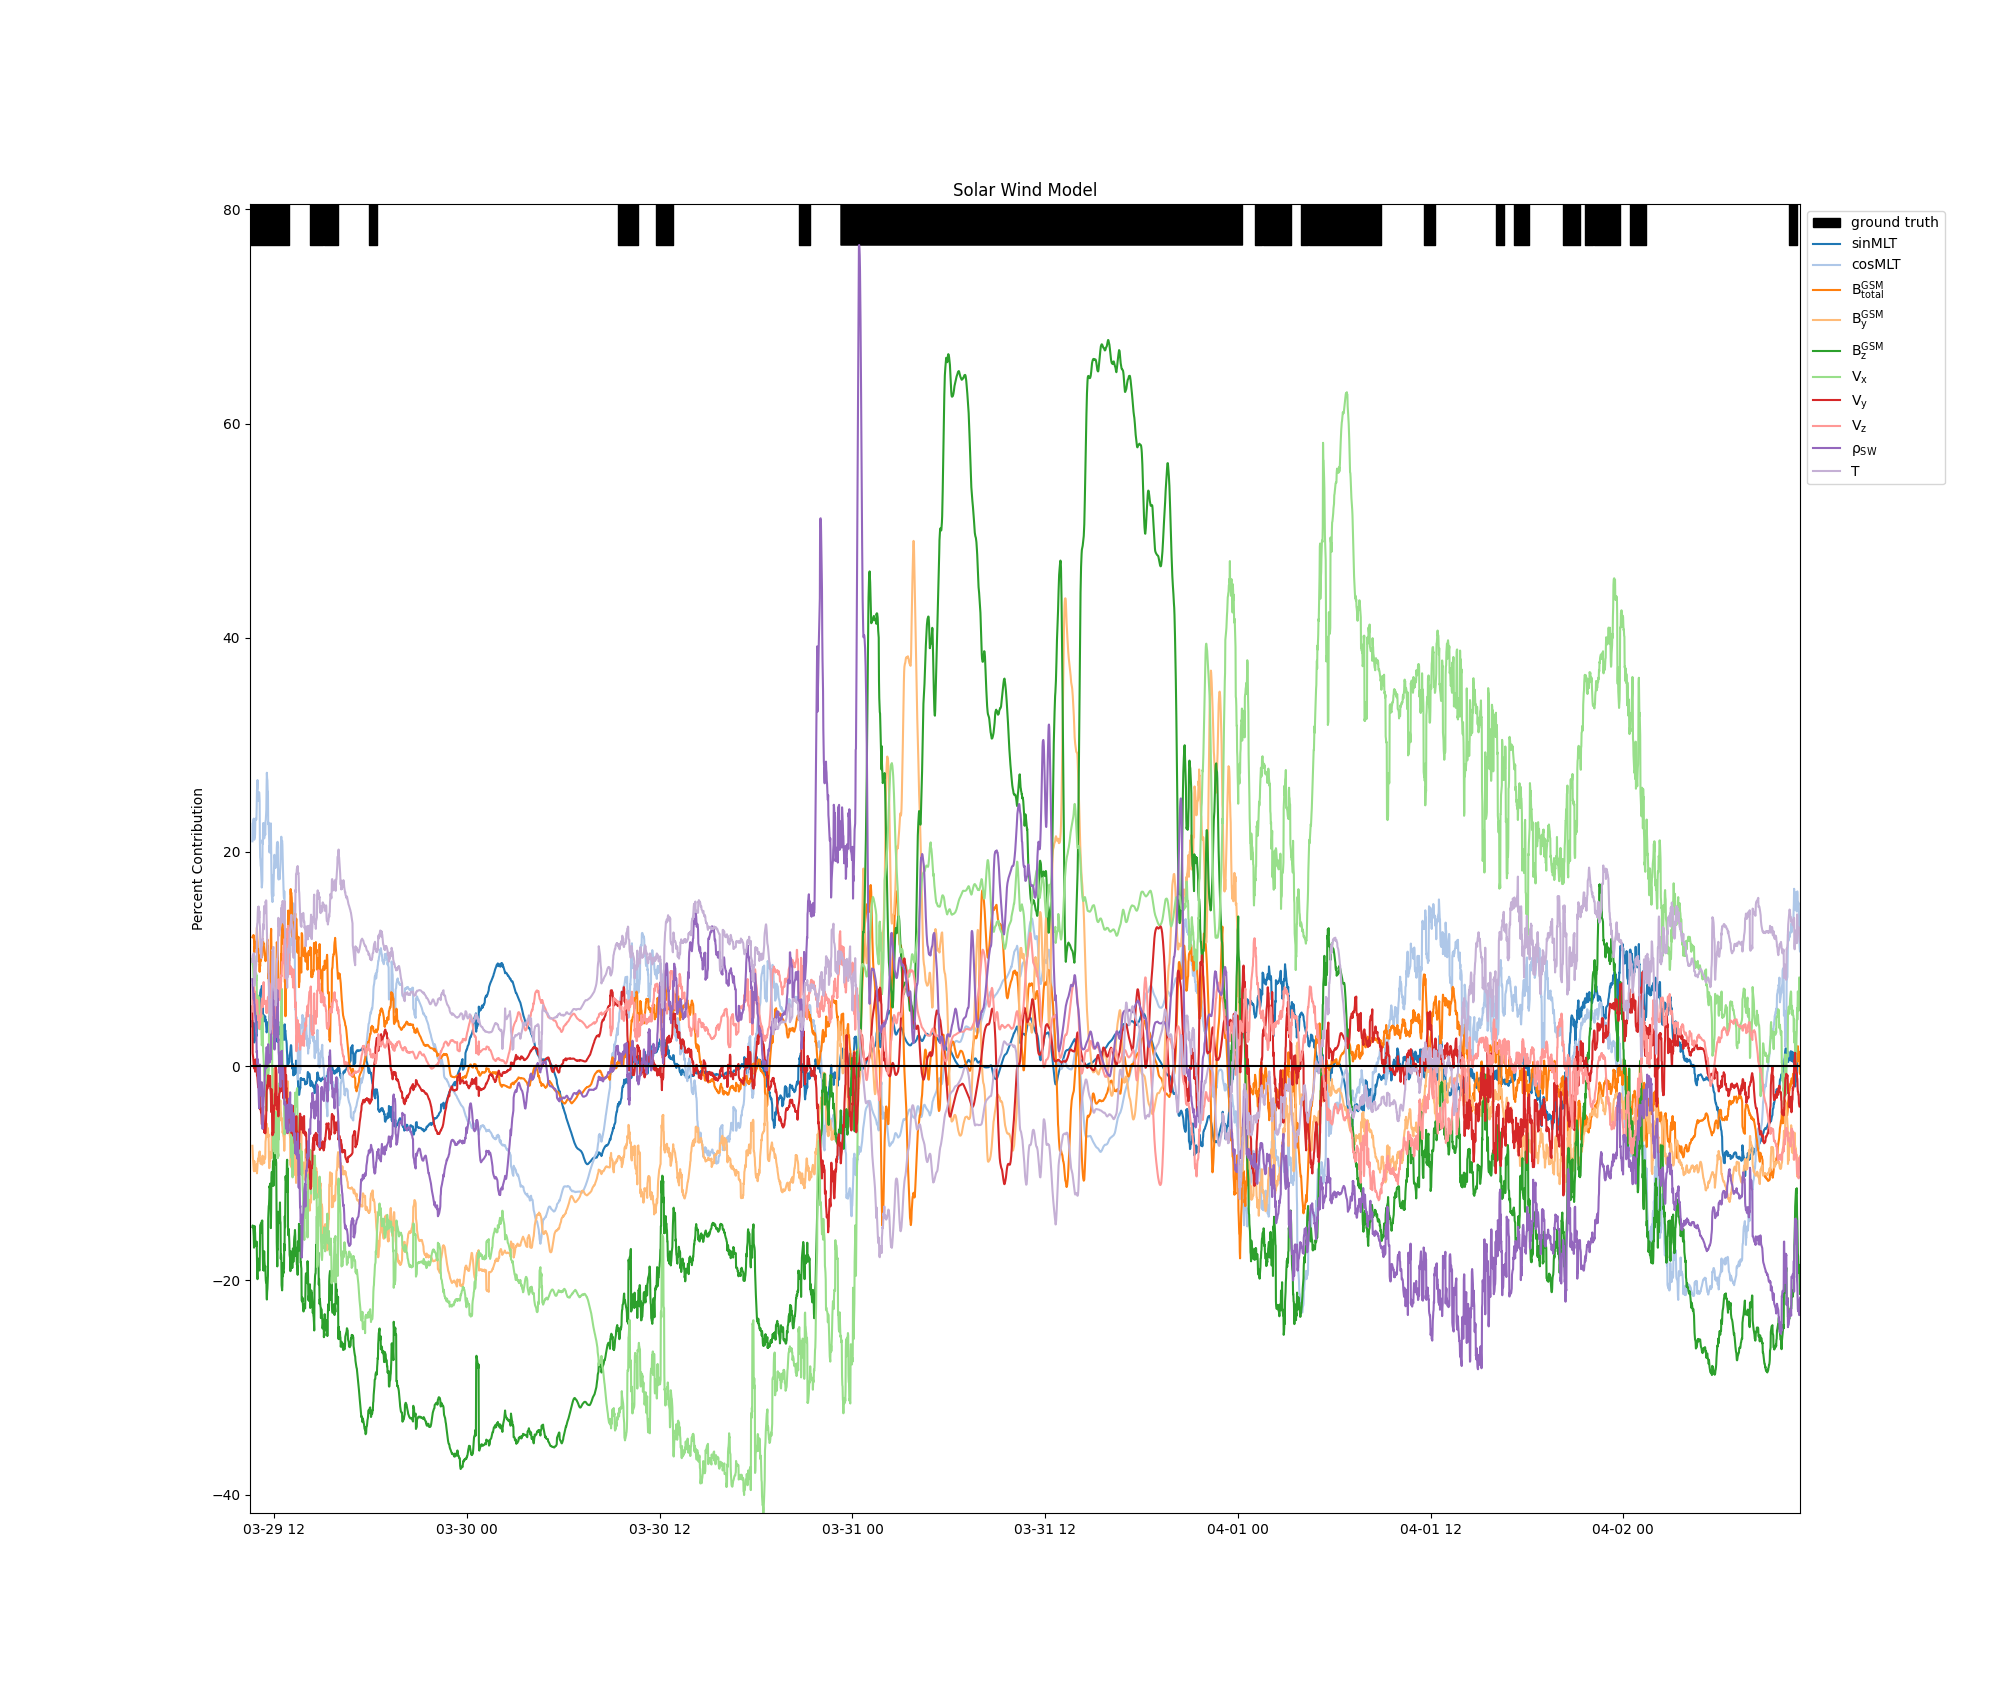 Solar Wind Model
80
60
40
20
0
−20
−40
Percent Contribution
03-29 12
03-30 00
03-30 12
03-31 00
03-31 12
04-01 00
04-01 12
04-02 00
ground truth
sinMLT
cosMLT
B_total^GSM
B_y^GSM
B_z^GSM
V_x
V_y
V_z
ρ_SW
T